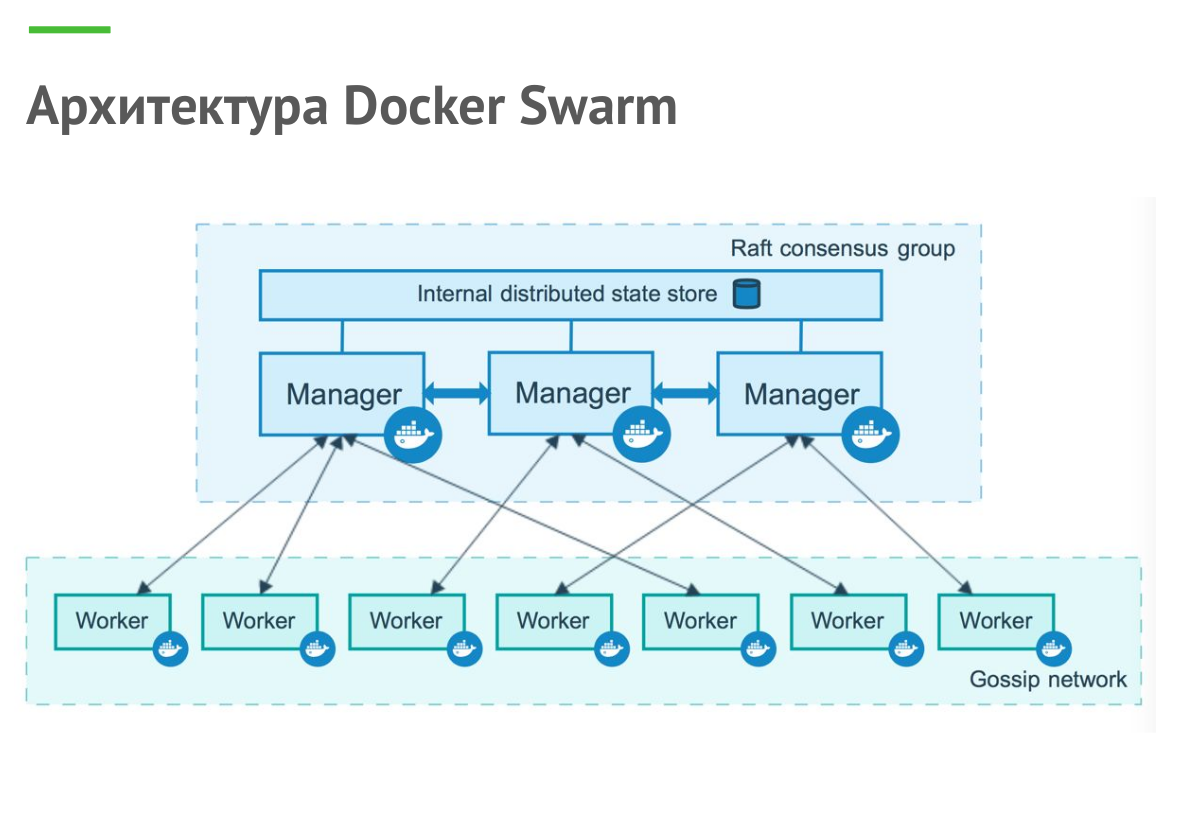 Архитектура Docker Swarm
Raft consensus group
Internal distributed state store
Manager
Manager
Manager
Worker
Worker
Worker
Worker
Worker
Worker
Worker
Gossip network